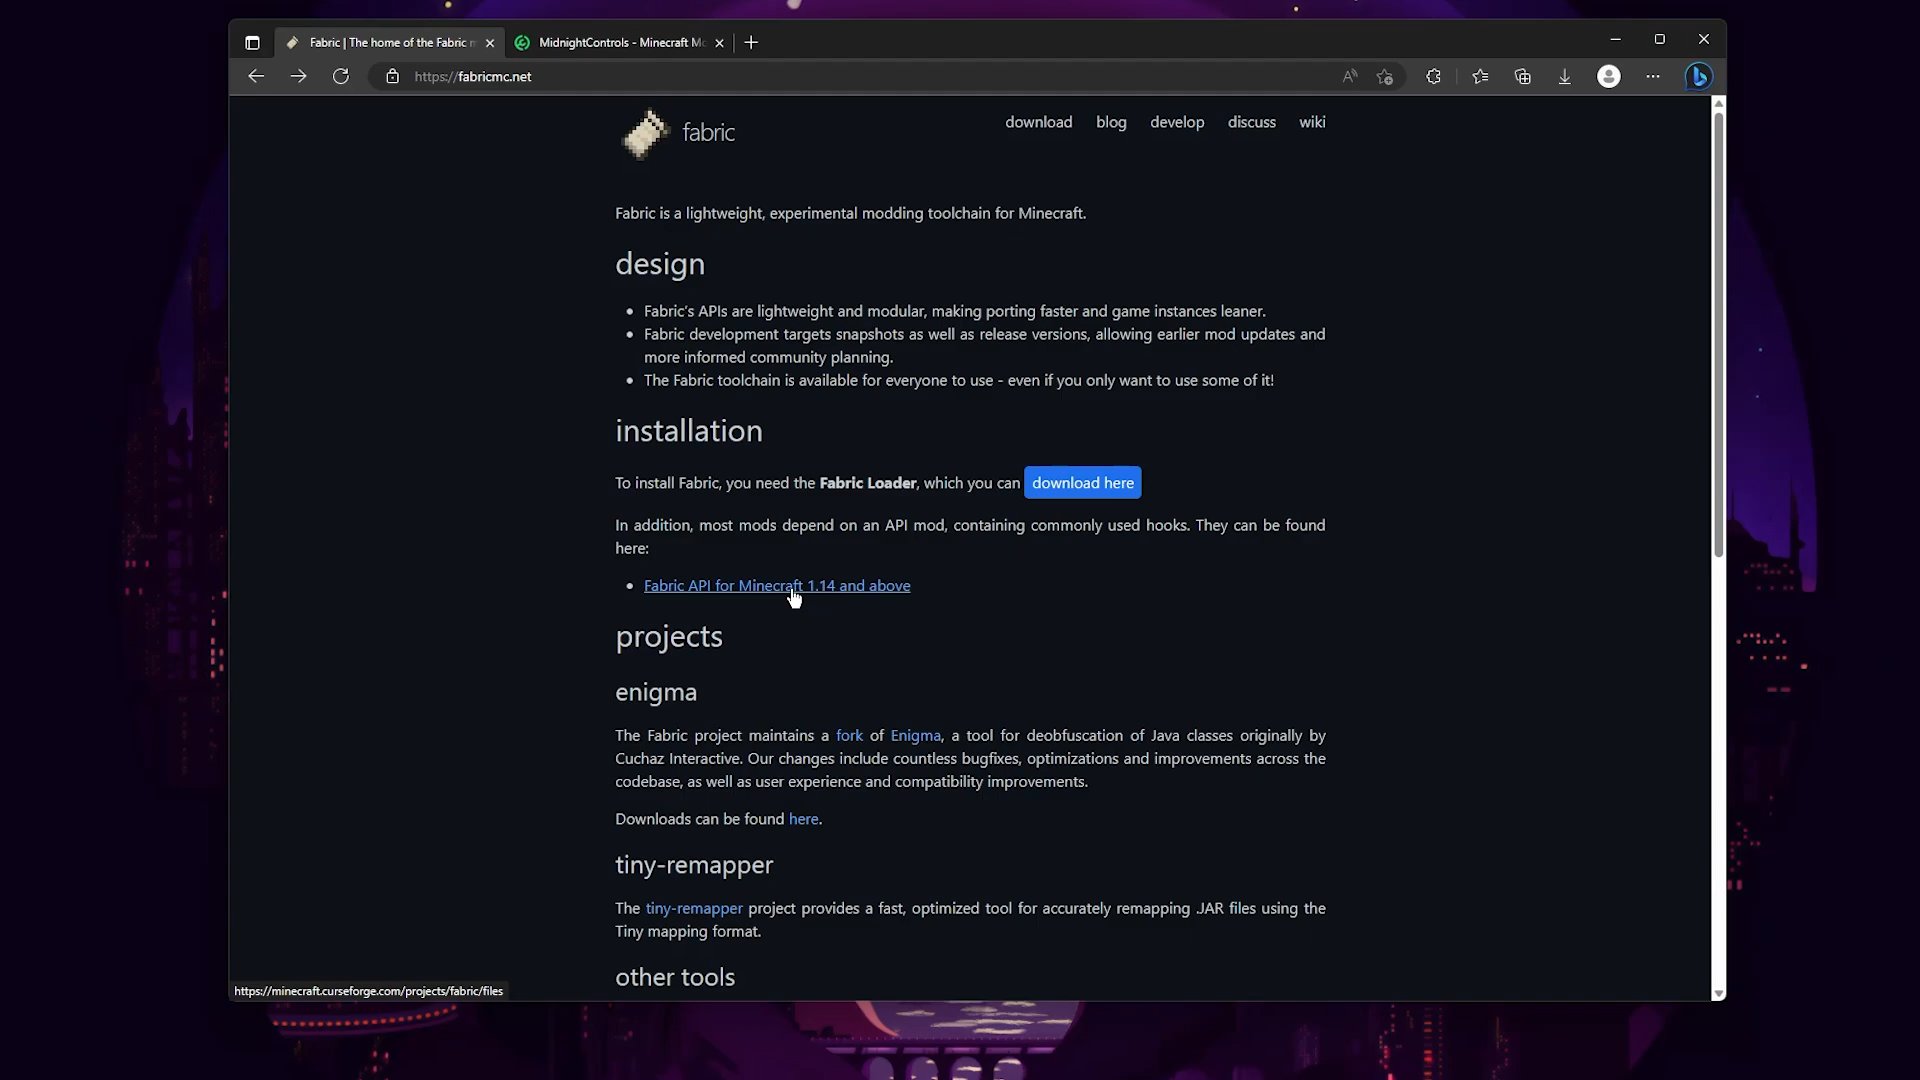 Fabric | The home of the Fabric m
MidnightControls - Minecraft Mo
https://fabricmc.net
fabric
download
blog
develop
discuss
wiki
Fabric is a lightweight, experimental modding toolchain for Minecraft.
design
• Fabric's APIs are lightweight and modular, making porting faster and game instances leaner.
• Fabric development targets snapshots as well as release versions, allowing earlier mod updates and
more informed community planning.
• The Fabric toolchain is available for everyone to use - even if you only want to use some of it!
installation
To install Fabric, you need the Fabric Loader, which you can download here
In addition, most mods depend on an API mod, containing commonly used hooks. They can be found
here:
• Fabric API for Minecraft 1.14 and above
projects
enigma
The Fabric project maintains a fork of Enigma, a tool for deobfuscation of Java classes originally by
Cuchaz Interactive. Our changes include countless bugfixes, optimizations and improvements across the
codebase, as well as user experience and compatibility improvements.
Downloads can be found here.
tiny-remapper
The tiny-remapper project provides a fast, optimized tool for accurately remapping .JAR files using the
Tiny mapping format.
other tools
https://minecraft.curseforge.com/projects/fabric/files